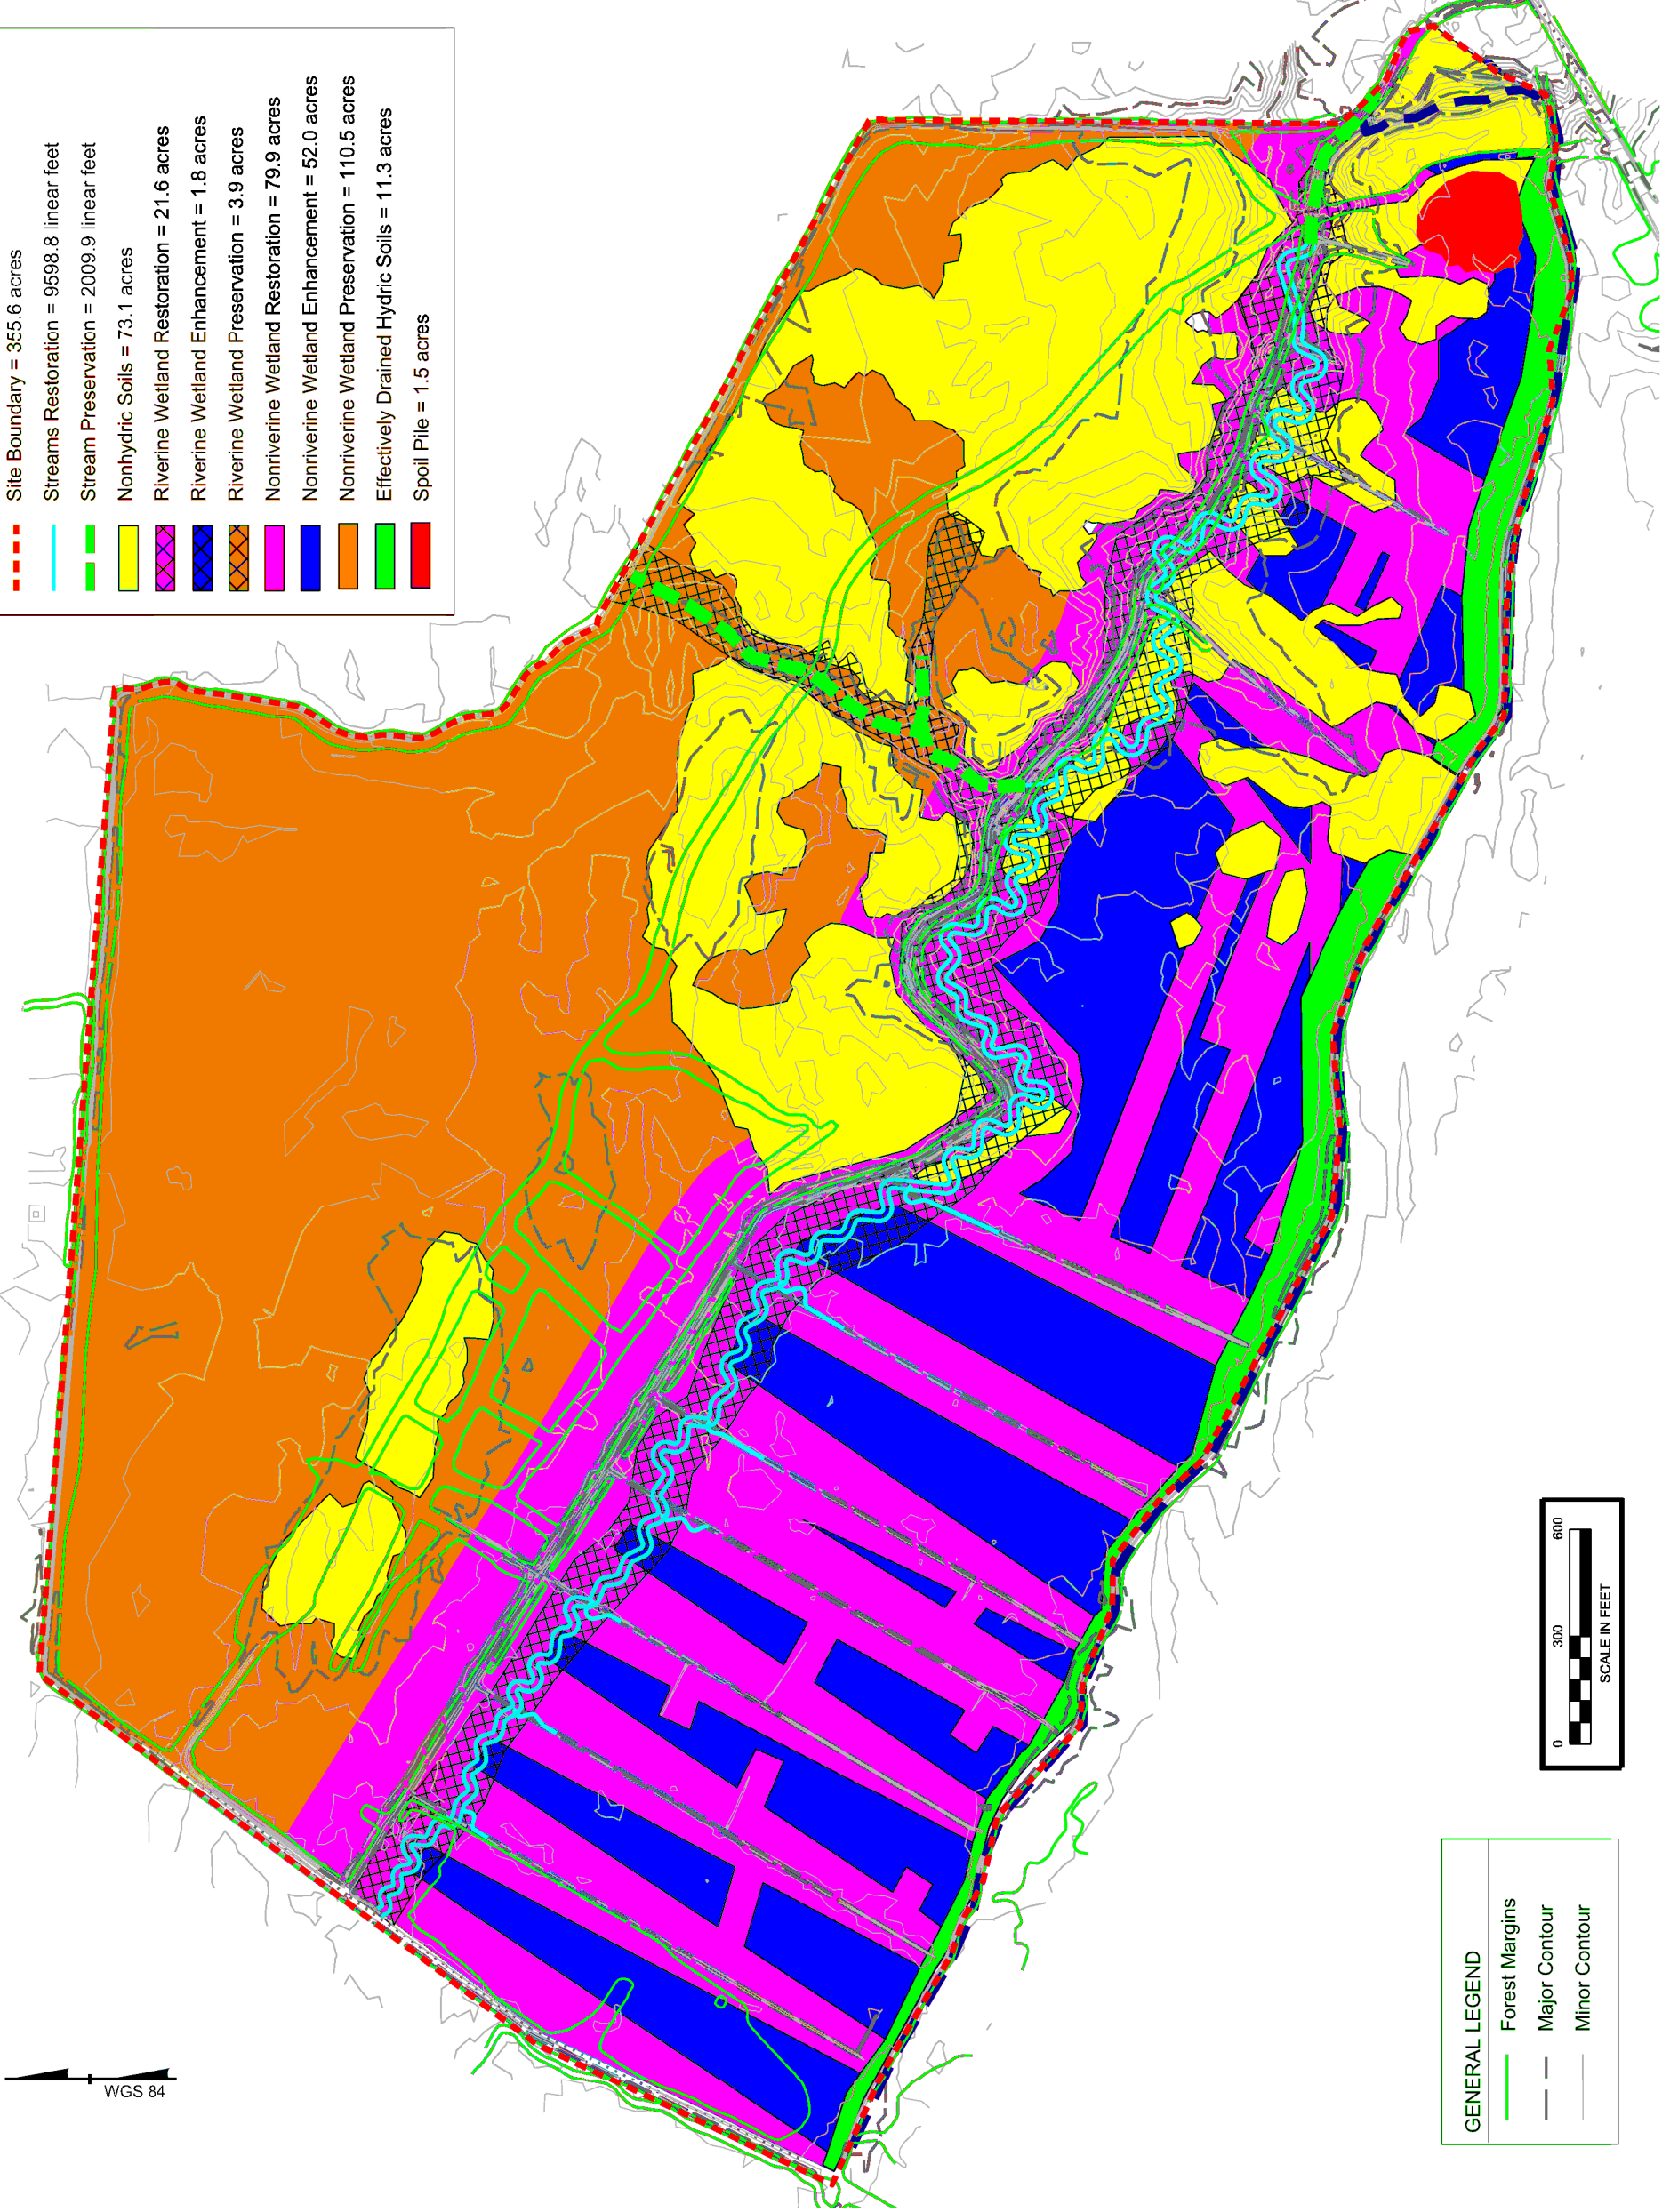 Site Boundary = 355.6 acres
Streams Restoration = 9598.8 linear feet
Stream Preservation = 2009.9 linear feet
Nonhydric Soils = 73.1 acres
Riverine Wetland Restoration = 21.6 acres
Riverine Wetland Enhancement = 1.8 acres
Riverine Wetland Preservation = 3.9 acres
Nonriverine Wetland Restoration = 79.9 acres
Nonriverine Wetland Enhancement = 52.0 acres
Nonriverine Wetland Preservation = 110.5 acres
Effectively Drained Hydric Soils = 11.3 acres
Spoil Pile = 1.5 acres
WGS 84
0 300 600
SCALE IN FEET
GENERAL LEGEND
Forest Margins
Major Contour
Minor Contour